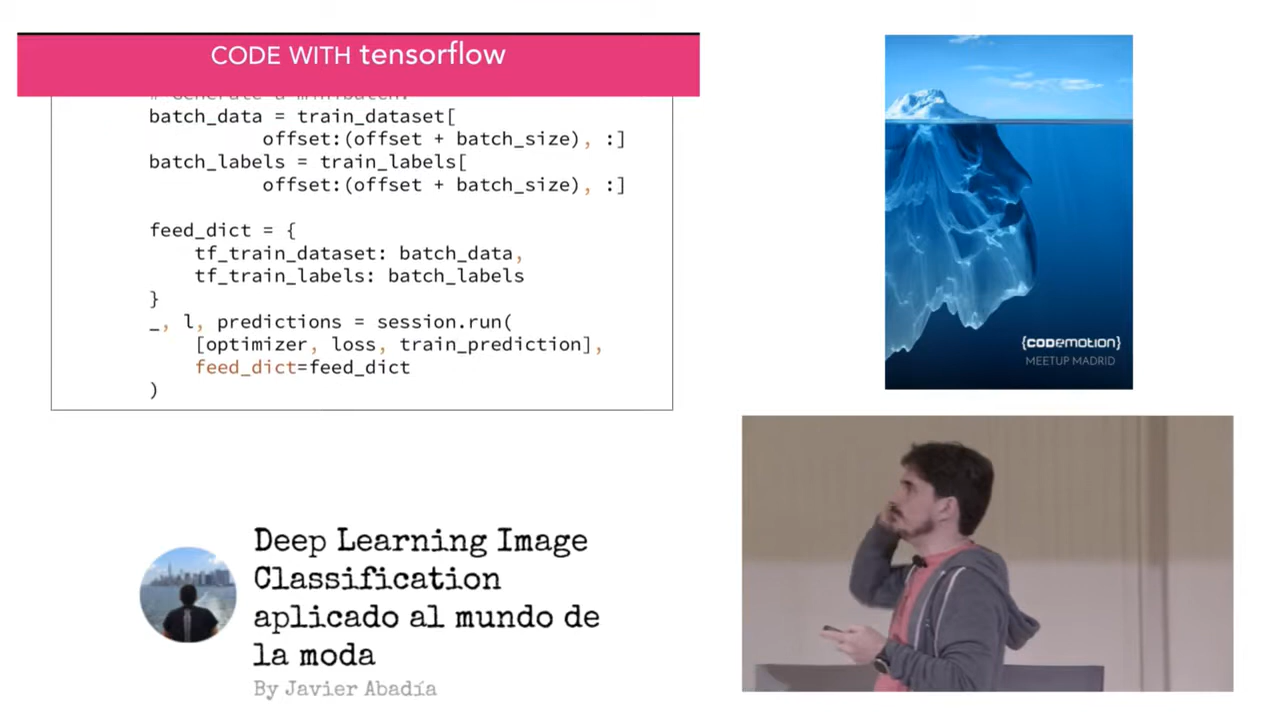 CODE WITH tensorflow
# Generate a minibatch.
batch_data = train_dataset[
offset:(offset + batch_size), :]
batch_labels = train_labels[
offset:(offset + batch_size), :]
feed_dict = {
tf_train_dataset: batch_data,
tf_train_labels: batch_labels
}
_, l, predictions = session.run(
[optimizer, loss, train_prediction],
feed_dict=feed_dict
)
{CODEMOTION}
MEETUP MADRID
Deep Learning Image
Classification
aplicado al mundo de
la moda
By Javier Abadía